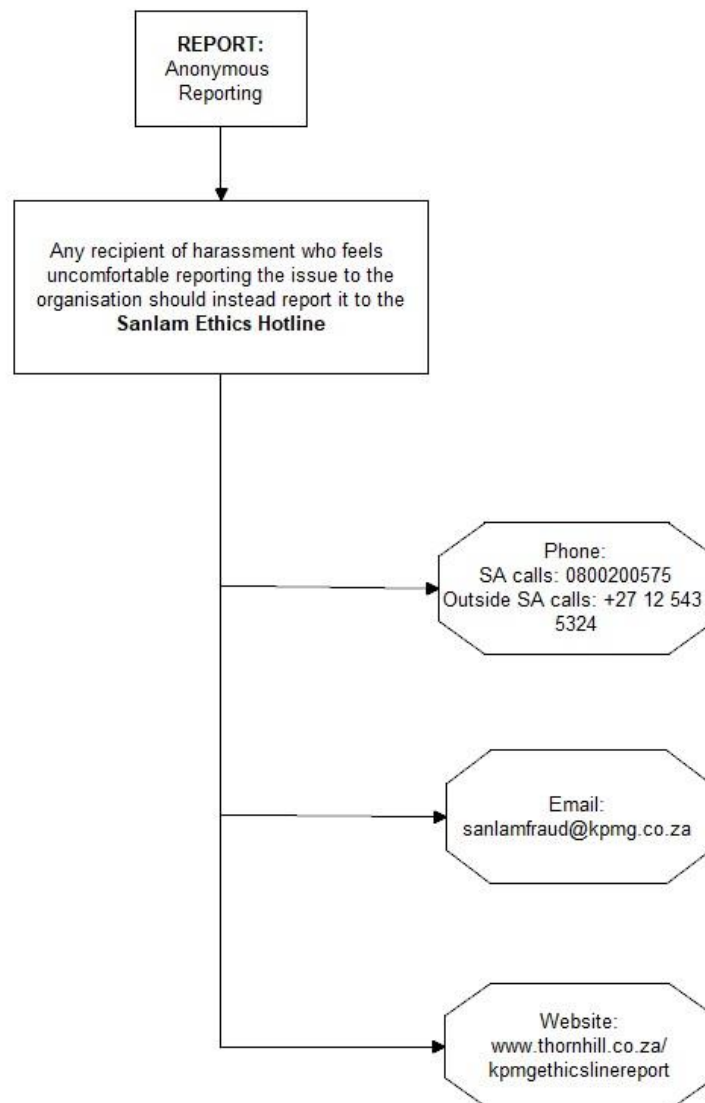 REPORT:
Anonymous
Reporting
Any recipient of harassment who feels
uncomfortable reporting the issue to the
organisation should instead report it to the
Sanlam Ethics Hotline
Phone:
SA calls: 0800200575
Outside SA calls: +27 12 543
5324
Email:
sanlamfraud@kpmg.co.za
Website:
www.thornhill.co.za/
kpmgethicslinereport